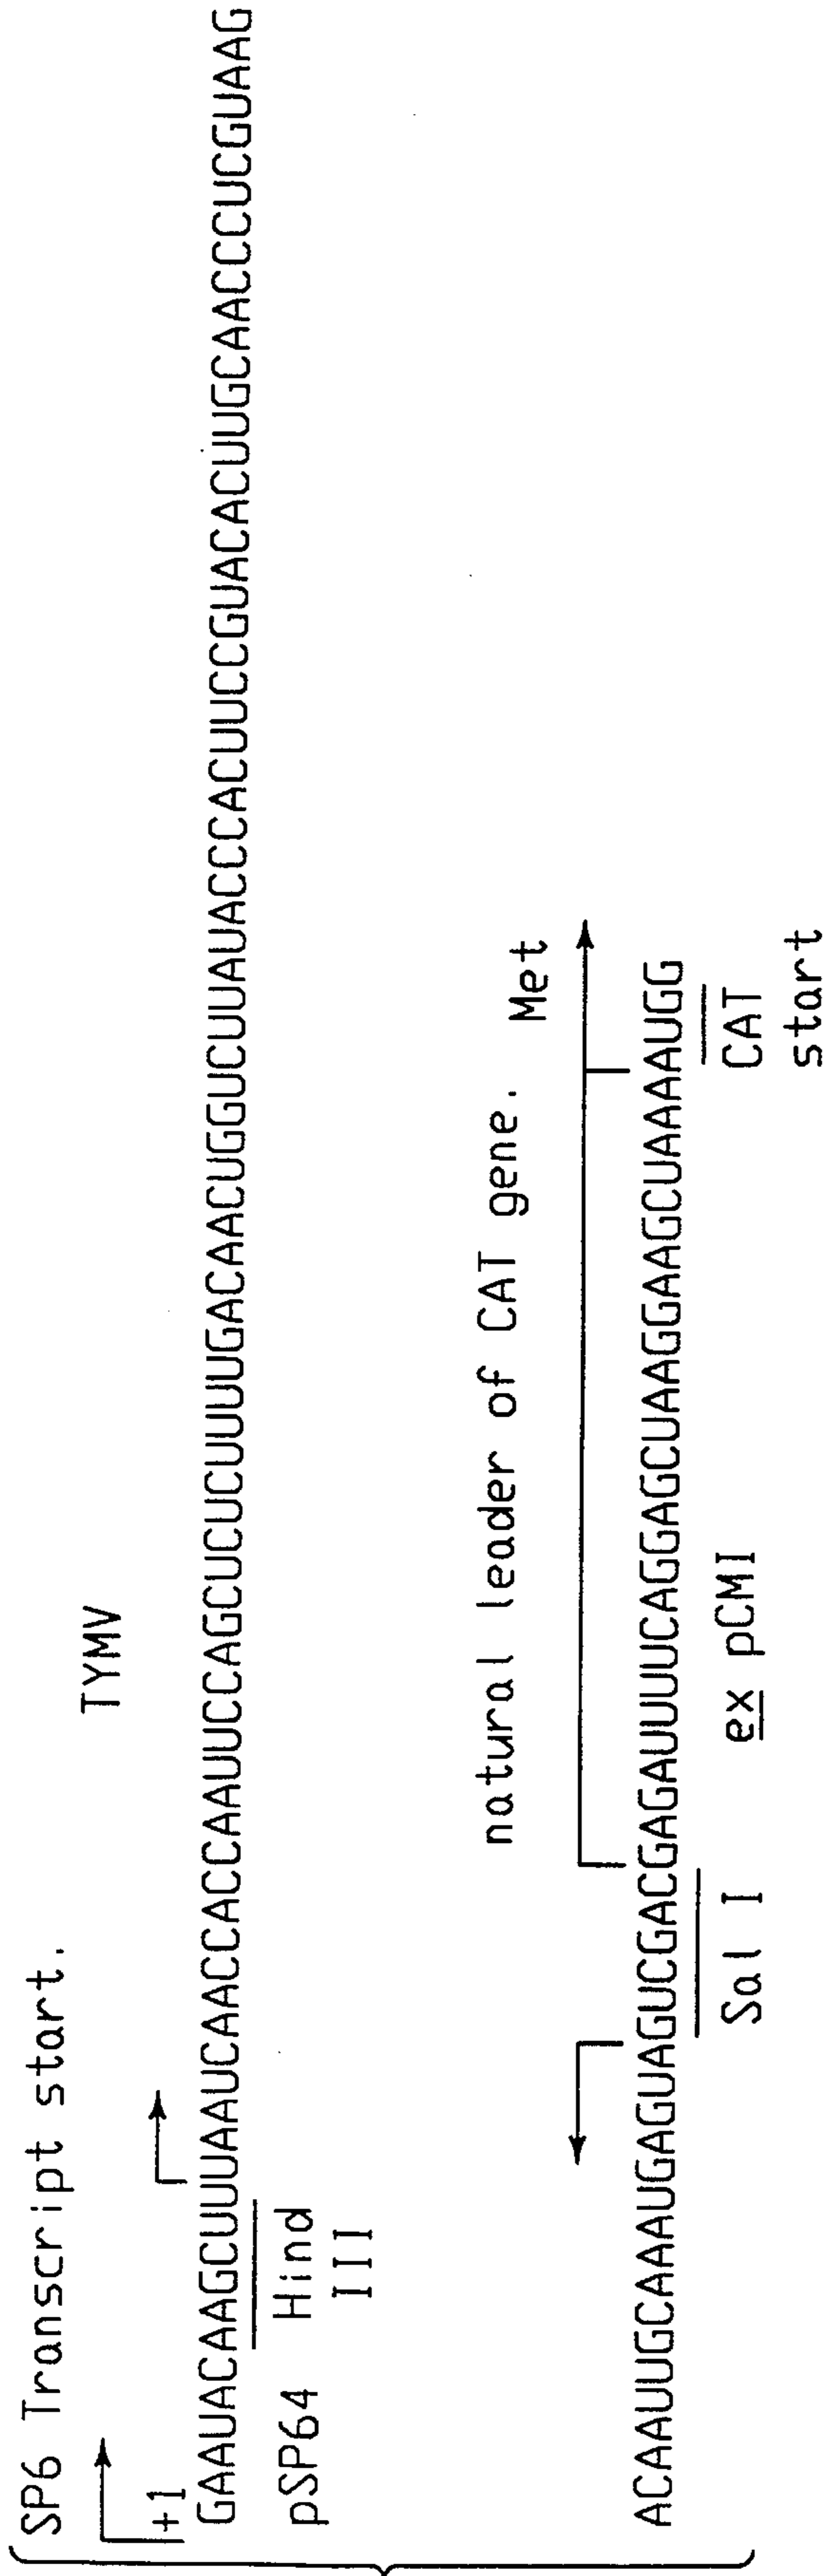 SP6 Transcript start.
TYMV
+1
GAAUACAAGCUUUAAUCAACCACCAAUUCCAGCUCUCUUUUGACAACUGGUCUUAUACCCACUUCCGUACACUUGCAACCCUCGUAAG
pSP64 Hind
III
natural leader of CAT gene. Met
ACAAUUGCAAAUGAGUAGUCGACGAGAUUUUCAGGAGCUAAGGAAGCUAAAAUGG
Sal I ex pCMI CAT
start